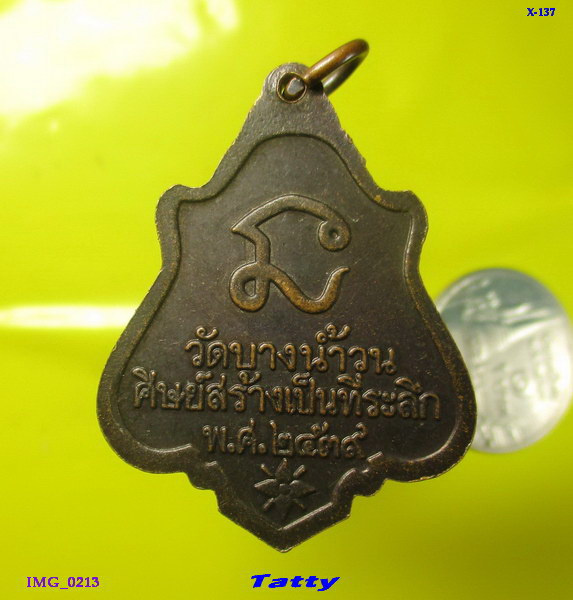 X-137
วัดบางน้ำวน
ศิษย์สร้างเป็นที่ระลึก
พ.ศ.๒๕๓๙
IMG_0213
Tatty